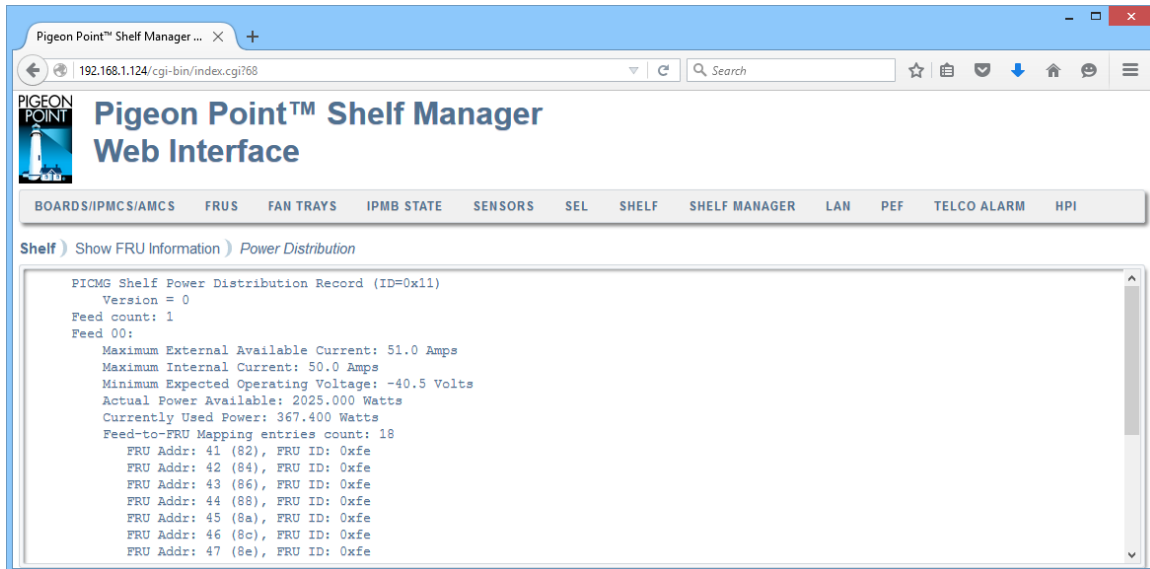 Pigeon Point™ Shelf Manager ...
192.168.1.124/cgi-bin/index.cgi?68
Search
PIGEON
POINT
Pigeon Point™ Shelf Manager
Web Interface
BOARDS/IPMCS/AMCS FRUS FAN TRAYS IPMB STATE SENSORS SEL SHELF SHELF MANAGER LAN PEF TELCO ALARM HPI
Shelf ) Show FRU Information ) Power Distribution
PICMG Shelf Power Distribution Record (ID=0x11)
Version = 0
Feed count: 1
Feed 00:
Maximum External Available Current: 51.0 Amps
Maximum Internal Current: 50.0 Amps
Minimum Expected Operating Voltage: -40.5 Volts
Actual Power Available: 2025.000 Watts
Currently Used Power: 367.400 Watts
Feed-to-FRU Mapping entries count: 18
FRU Addr: 41 (82), FRU ID: 0xfe
FRU Addr: 42 (84), FRU ID: 0xfe
FRU Addr: 43 (86), FRU ID: 0xfe
FRU Addr: 44 (88), FRU ID: 0xfe
FRU Addr: 45 (8a), FRU ID: 0xfe
FRU Addr: 46 (8c), FRU ID: 0xfe
FRU Addr: 47 (8e), FRU ID: 0xfe